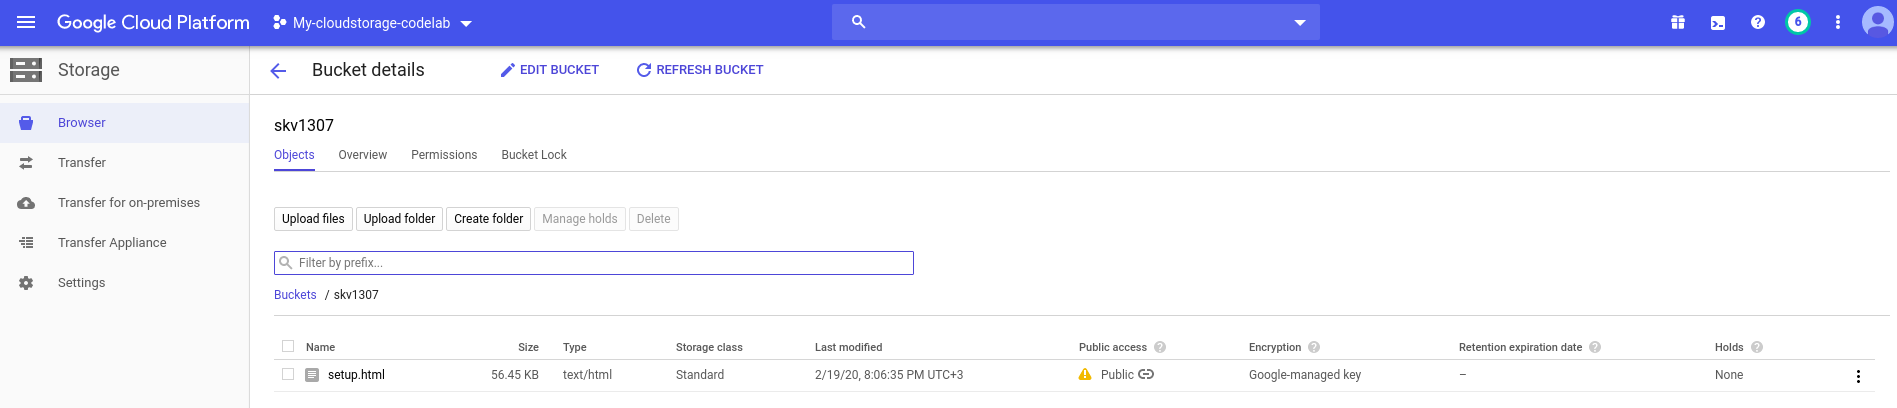 Google Cloud Platform My-cloudstorage-codelab 6
Storage
Bucket details EDIT BUCKET REFRESH BUCKET
Browser
Transfer
Transfer for on-premises
Transfer Appliance
Settings
skv1307
Objects Overview Permissions Bucket Lock
Upload files Upload folder Create folder Manage holds Delete
Filter by prefix...
Buckets / skv1307
Name Size Type Storage class Last modified Public access Encryption Retention expiration date Holds
setup.html 56.45 KB text/html Standard 2/19/20, 8:06:35 PM UTC+3 Public Google-managed key – None